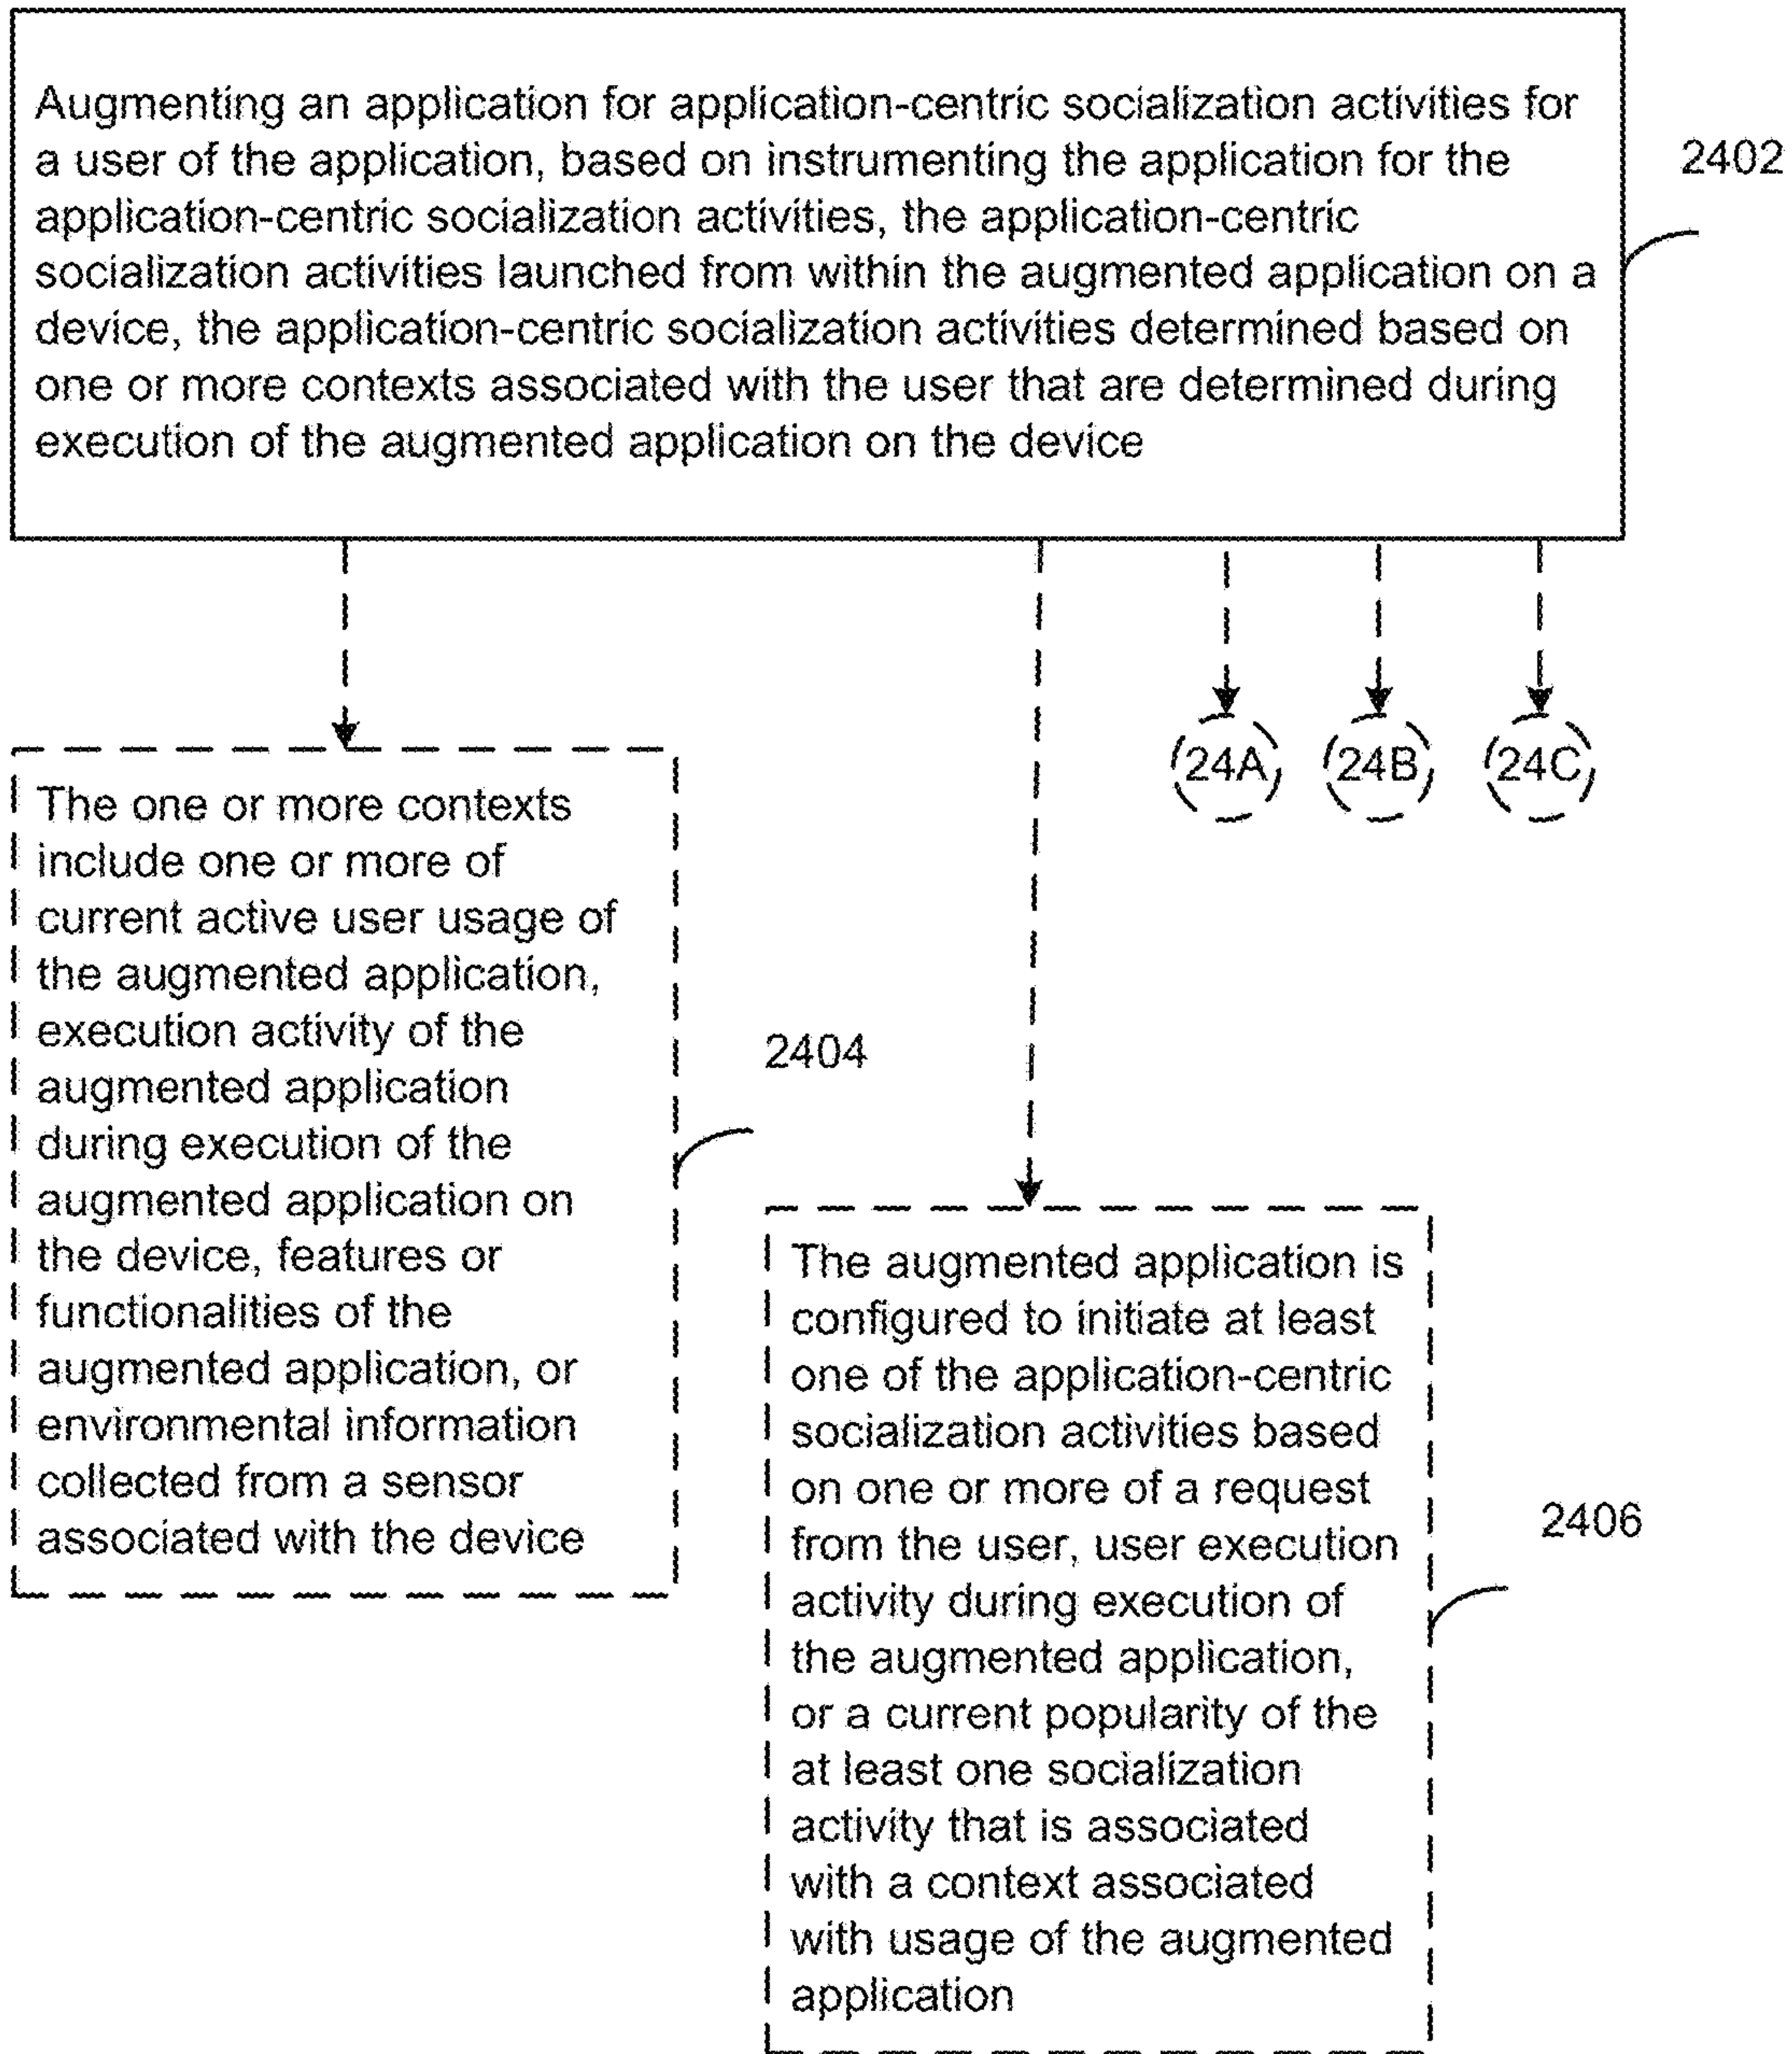 Augmenting an application for application-centric socialization activities for
a user of the application, based on instrumenting the application for the
application-centric socialization activities, the application-centric
socialization activities launched from within the augmented application on a
device, the application-centric socialization activities determined based on
one or more contexts associated with the user that are determined during
execution of the augmented application on the device
2402
24A
24B
24C
The one or more contexts
include one or more of
current active user usage of
the augmented application,
execution activity of the
augmented application
during execution of the
augmented application on
the device, features or
functionalities of the
augmented application, or
environmental information
collected from a sensor
associated with the device
2404
The augmented application is
configured to initiate at least
one of the application-centric
socialization activities based
on one or more of a request
from the user, user execution
activity during execution of
the augmented application,
or a current popularity of the
at least one socialization
activity that is associated
with a context associated
with usage of the augmented
application
2406